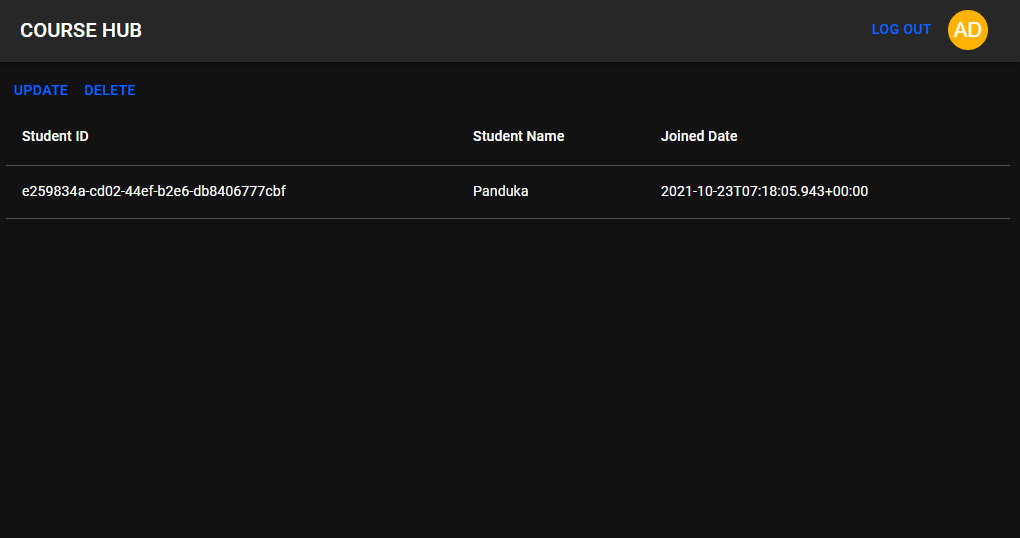 COURSE HUB LOG OUT AD
UPDATE DELETE
Student ID Student Name Joined Date
e259834a-cd02-44ef-b2e6-db8406777cbf Panduka 2021-10-23T07:18:05.943+00:00